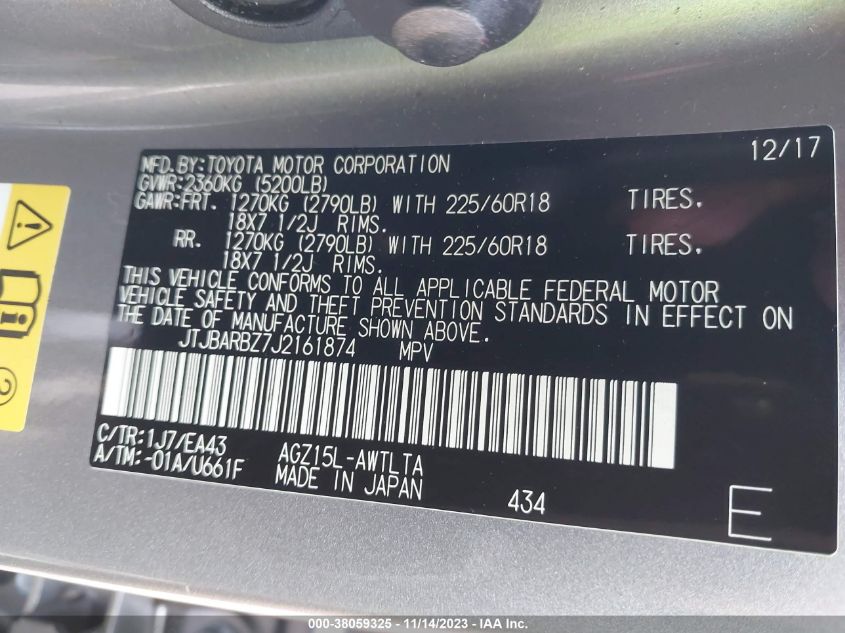 12/17
MFD. BY: TOYOTA MOTOR CORPORATION
GVWR: 2360KG (5200LB)
GAWR: FRT. 1270KG (2790LB) WITH 225/60R18 TIRES.
18X7 1/2J RIMS.
RR. 1270KG (2790LB) WITH 225/60R18 TIRES.
18X7 1/2J RIMS.
THIS VEHICLE CONFORMS TO ALL APPLICABLE FEDERAL MOTOR
VEHICLE SAFETY AND THEFT PREVENTION STANDARDS IN EFFECT ON
THE DATE OF MANUFACTURE SHOWN ABOVE.
JTJBARBZ7J2161874 MPV
C/TR: 1J7/EA43 AGZ15L-AWTLTA
A/TM: -01A/U661F MADE IN JAPAN
434
E
2
000-38059325 - 11/14/2023 - IAA Inc.